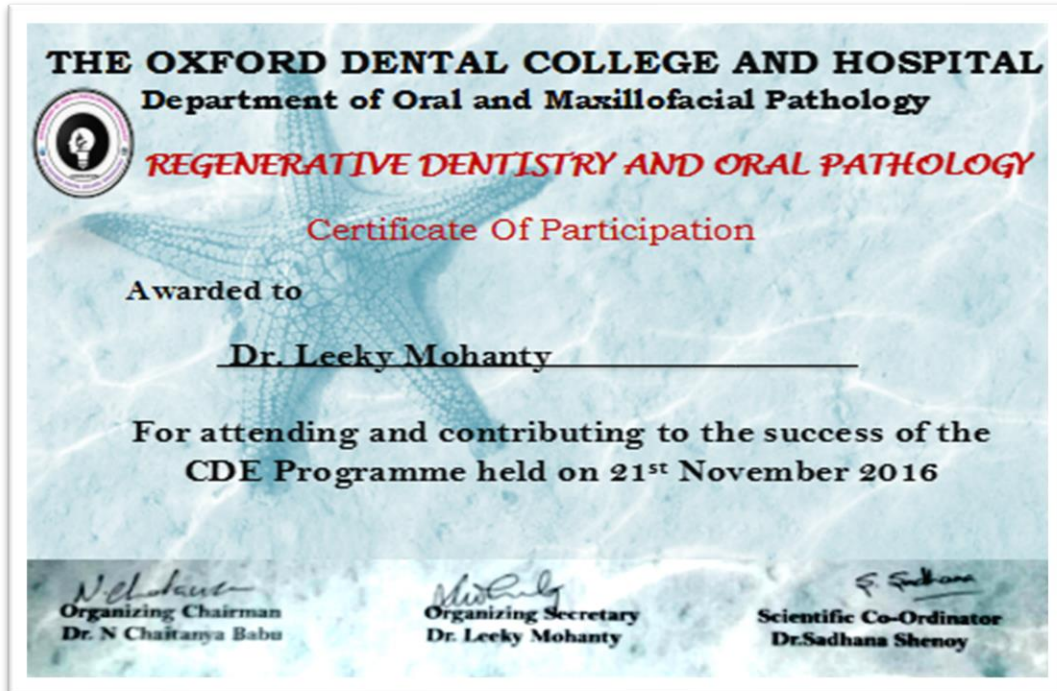 THE OXFORD DENTAL COLLEGE AND HOSPITAL
Department of Oral and Maxillofacial Pathology
REGENERATIVE DENTISTRY AND ORAL PATHOLOGY
Certificate Of Participation
Awarded to
Dr. Leeky Mohanty
For attending and contributing to the success of the
CDE Programme held on 21st November 2016
Organizing Chairman
Dr. N Chaitanya Babu
Organizing Secretary
Dr. Leeky Mohanty
Scientific Co-Ordinator
Dr.Sadhana Shenoy